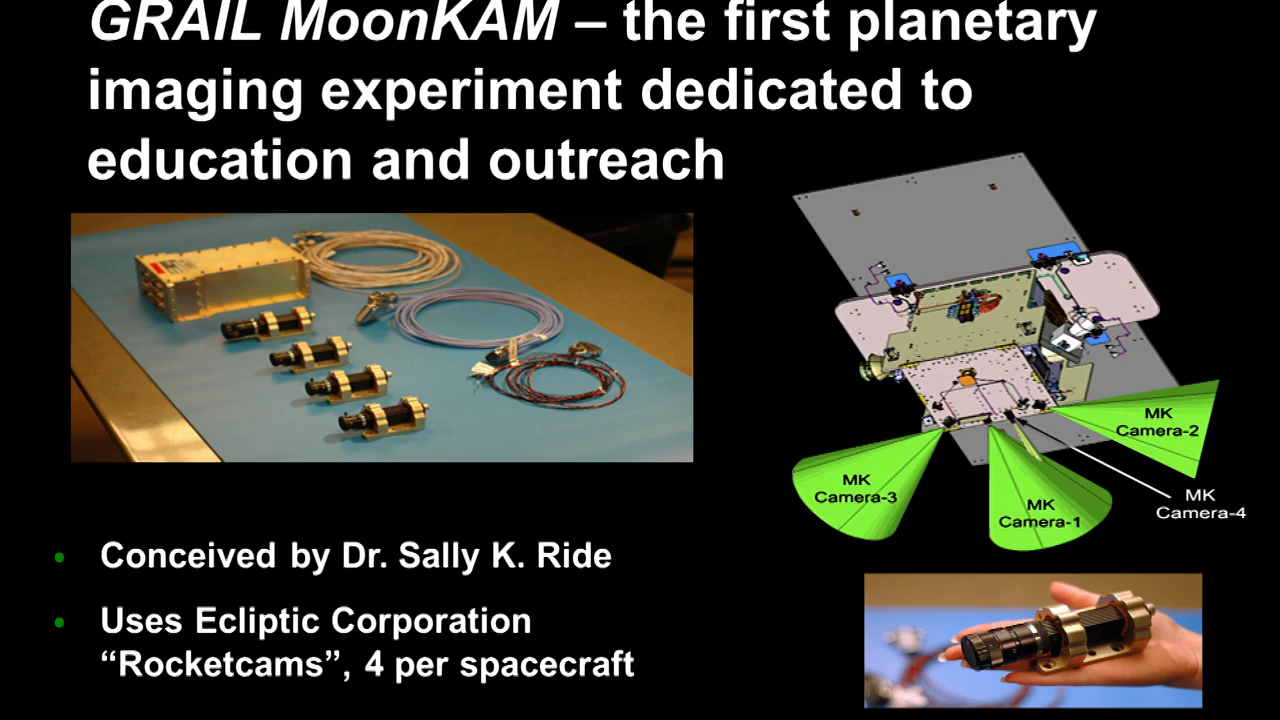 GRAIL MoonKAM – the first planetary
imaging experiment dedicated to
education and outreach
MK
Camera-2
MK
Camera-3
MK
Camera-1
MK
Camera-4
• Conceived by Dr. Sally K. Ride
• Uses Ecliptic Corporation
“Rocketcams”, 4 per spacecraft